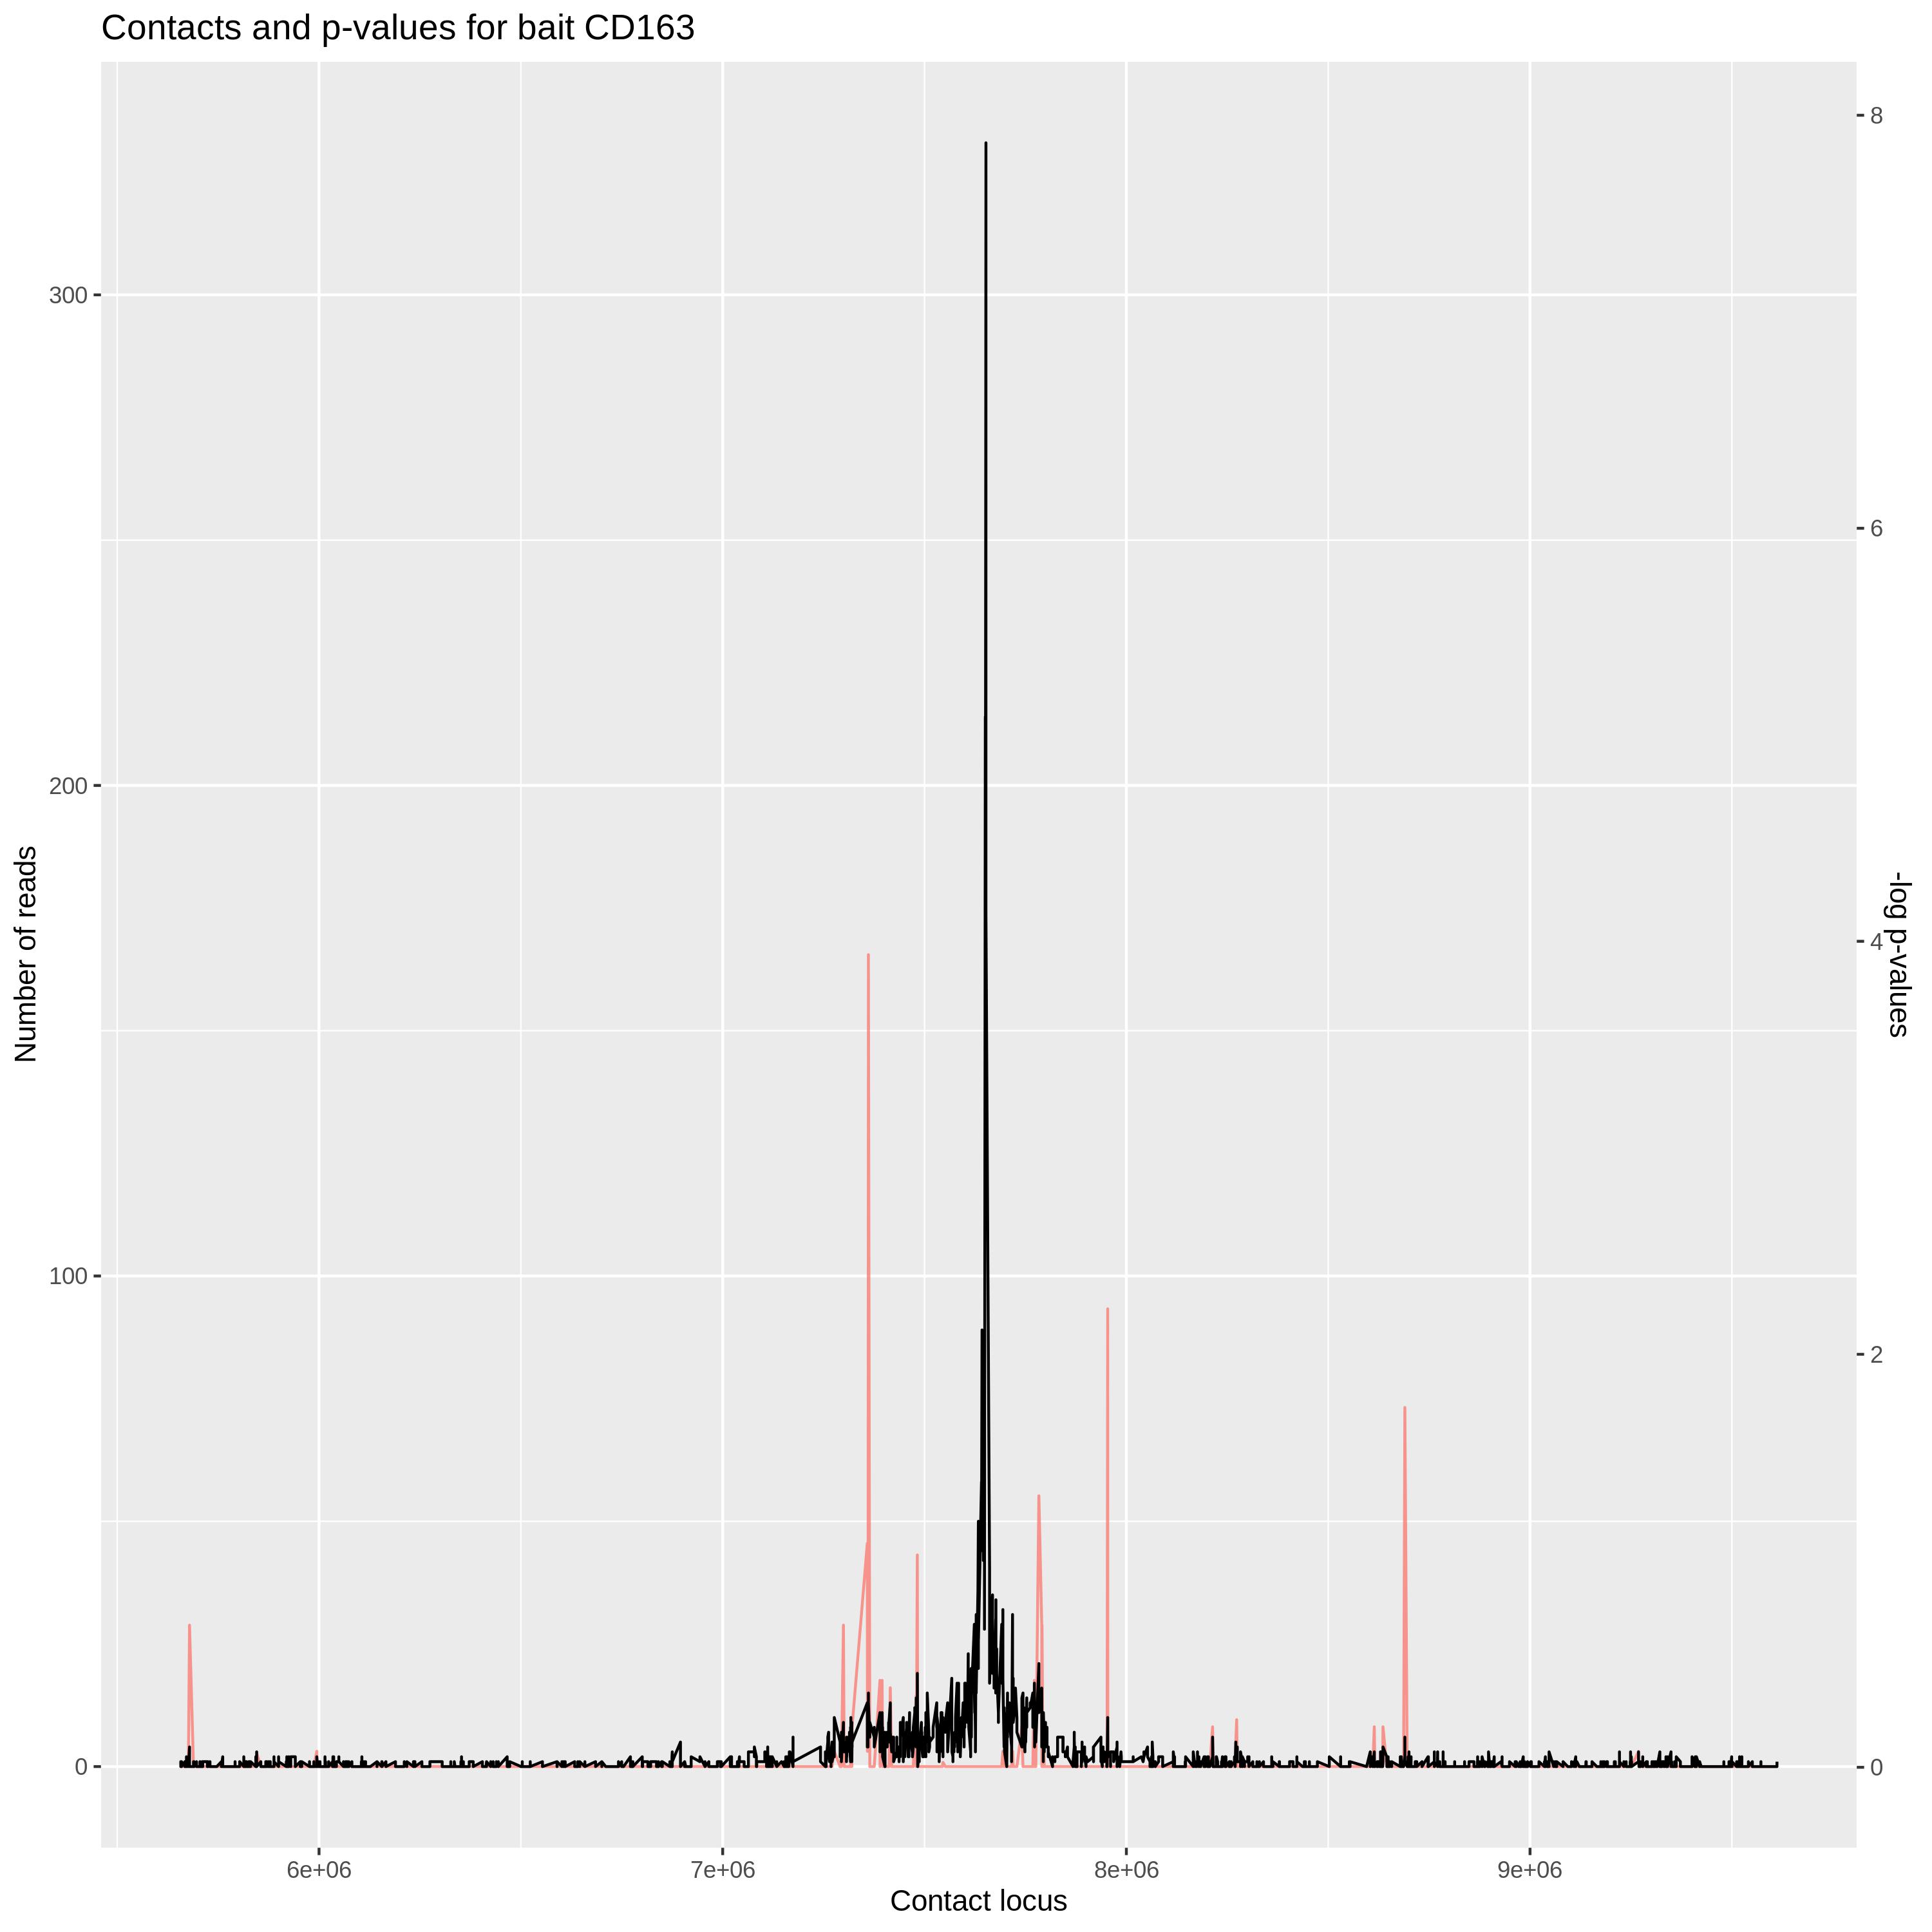 Contacts and p-values for bait CD163
Number of reads
300
200
100
0
8
6
4
2
0
-log p-values
6e+06
7e+06
8e+06
9e+06
Contact locus